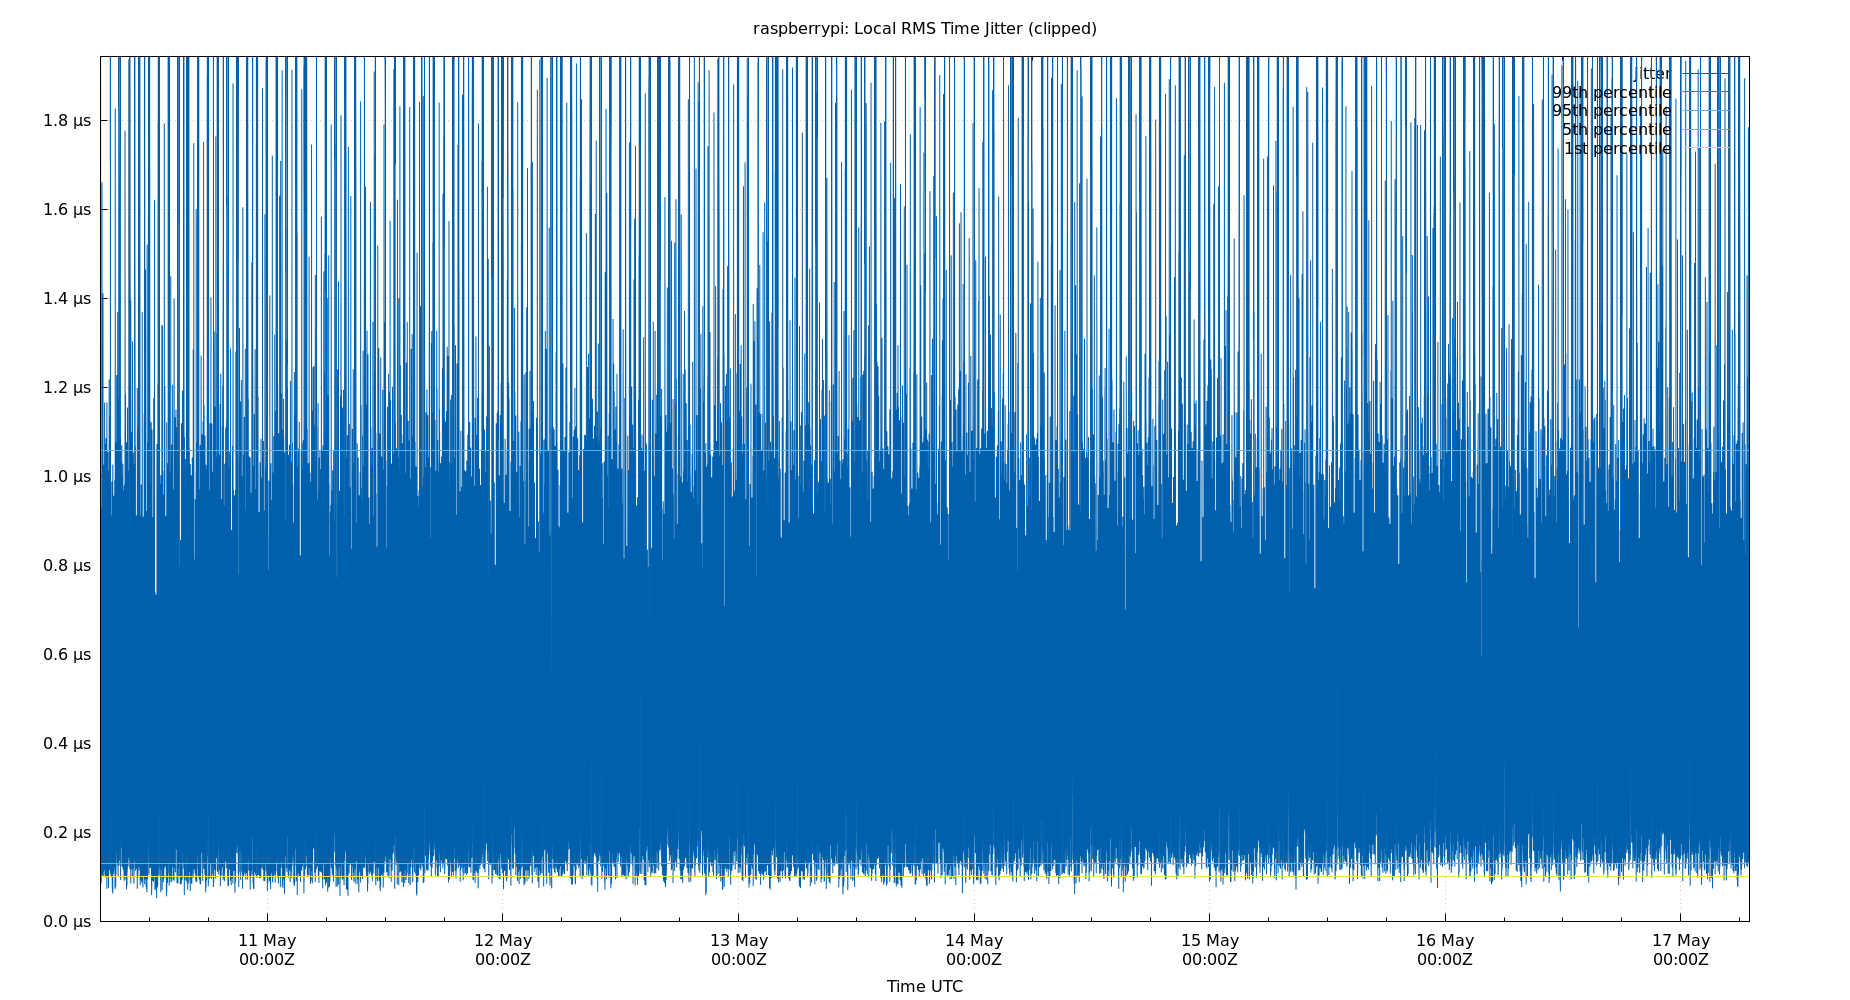 raspberrypi: Local RMS Time Jitter (clipped)
jitter
99th percentile
95th percentile
5th percentile
1st percentile
1.8 µs
1.6 µs
1.4 µs
1.2 µs
1.0 µs
0.8 µs
0.6 µs
0.4 µs
0.2 µs
0.0 µs
11 May 12 May 13 May 14 May 15 May 16 May 17 May
00:00Z 00:00Z 00:00Z 00:00Z 00:00Z 00:00Z 00:00Z
Time UTC